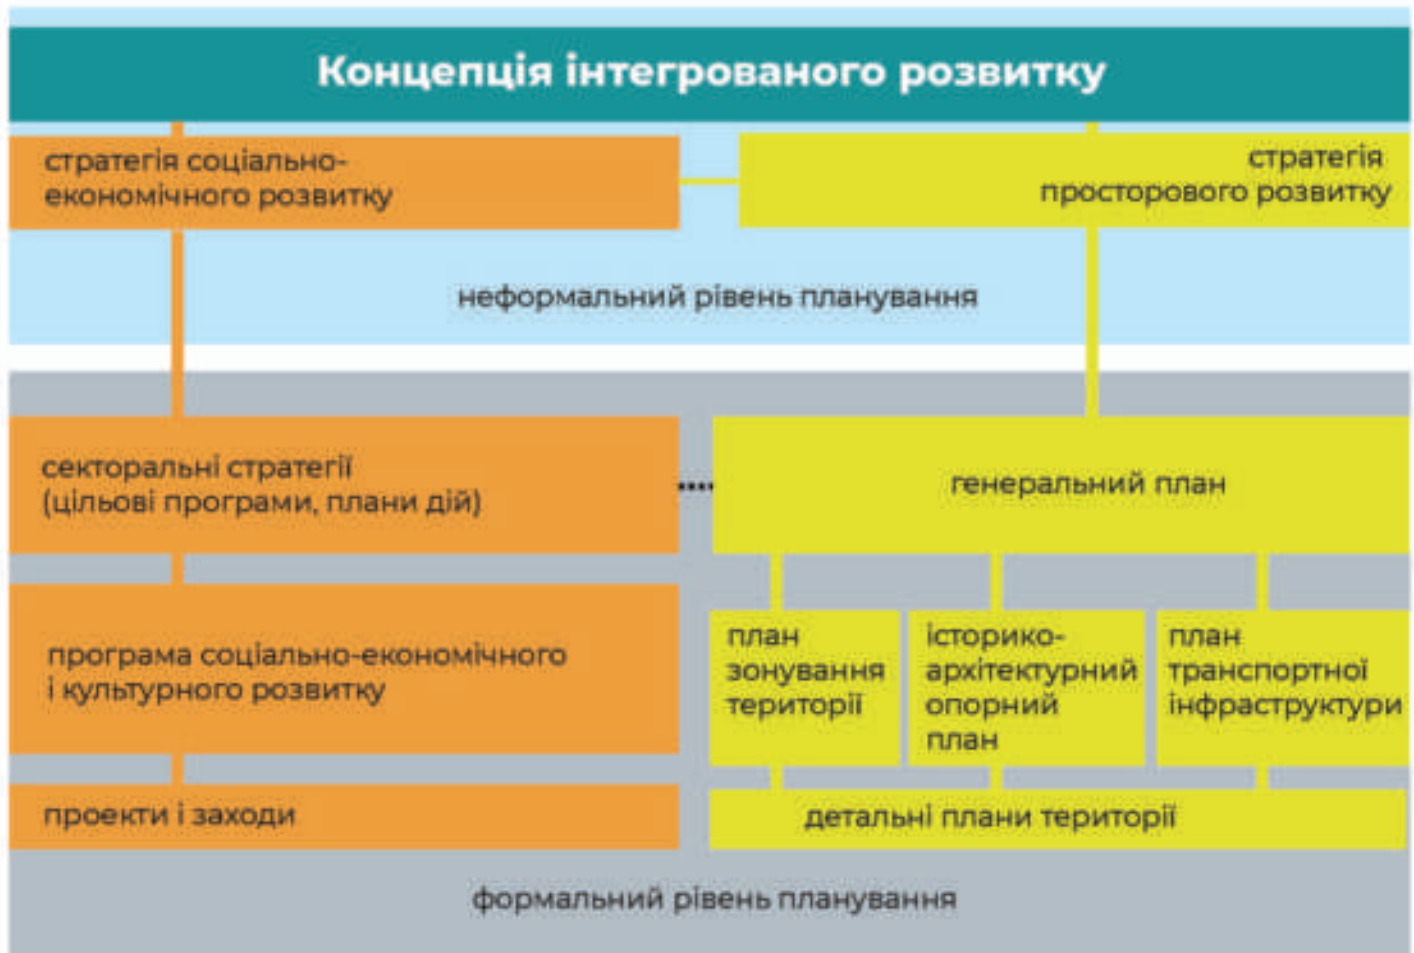 Концепція інтегрованого розвитку
стратегія соціально-
економічного розвитку
стратегія
просторового розвитку
неформальний рівень планування
секторальні стратегії
(цільові програми, плани дій)
генеральний план
програма соціально-економічного
і культурного розвитку
план
зонування
території
історико-
архітектурний
опорний
план
план
транспортної
інфраструктури
проекти і заходи
детальні плани території
формальний рівень планування